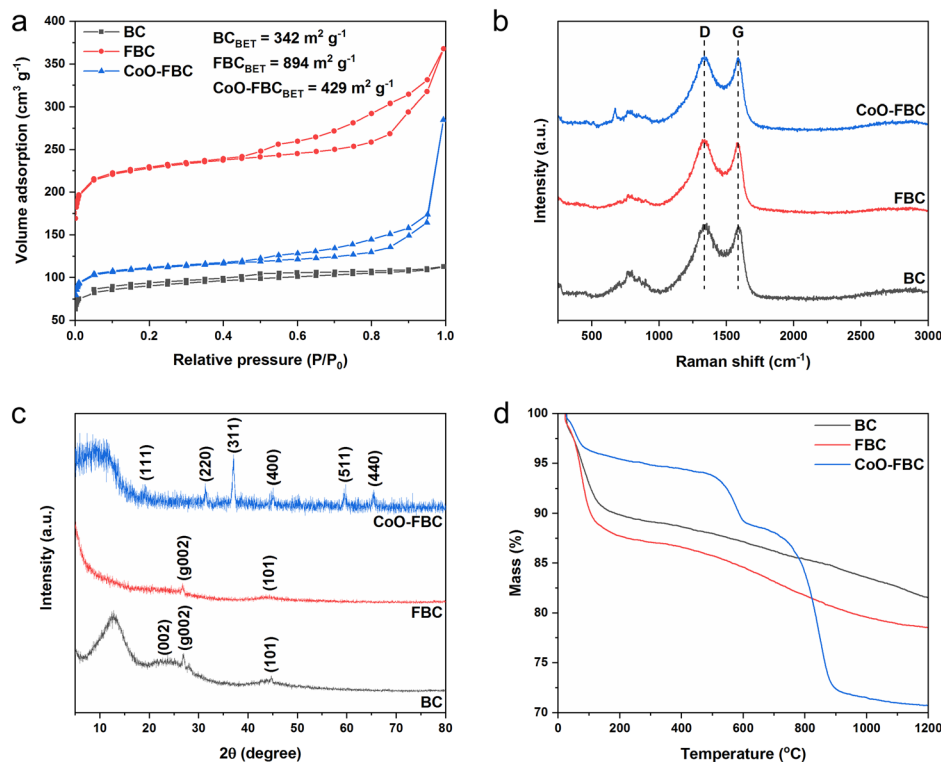 a
BC
FBC
CoO-FBC
BC_BET = 342 m² g⁻¹
FBC_BET = 894 m² g⁻¹
CoO-FBC_BET = 429 m² g⁻¹
Volume adsorption (cm³ g⁻¹)
400
350
300
250
200
150
100
50
0.0 0.2 0.4 0.6 0.8 1.0
Relative pressure (P/P₀)
b
D G
CoO-FBC
FBC
BC
Intensity (a.u.)
500 1000 1500 2000 2500 3000
Raman shift (cm⁻¹)
c
(111) (220) (311) (400) (511) (440)
CoO-FBC
(g002) (101)
FBC
(002) (g002) (101)
BC
Intensity (a.u.)
10 20 30 40 50 60 70 80
2θ (degree)
d
BC
FBC
CoO-FBC
Mass (%)
100
95
90
85
80
75
70
0 200 400 600 800 1000 1200
Temperature (°C)